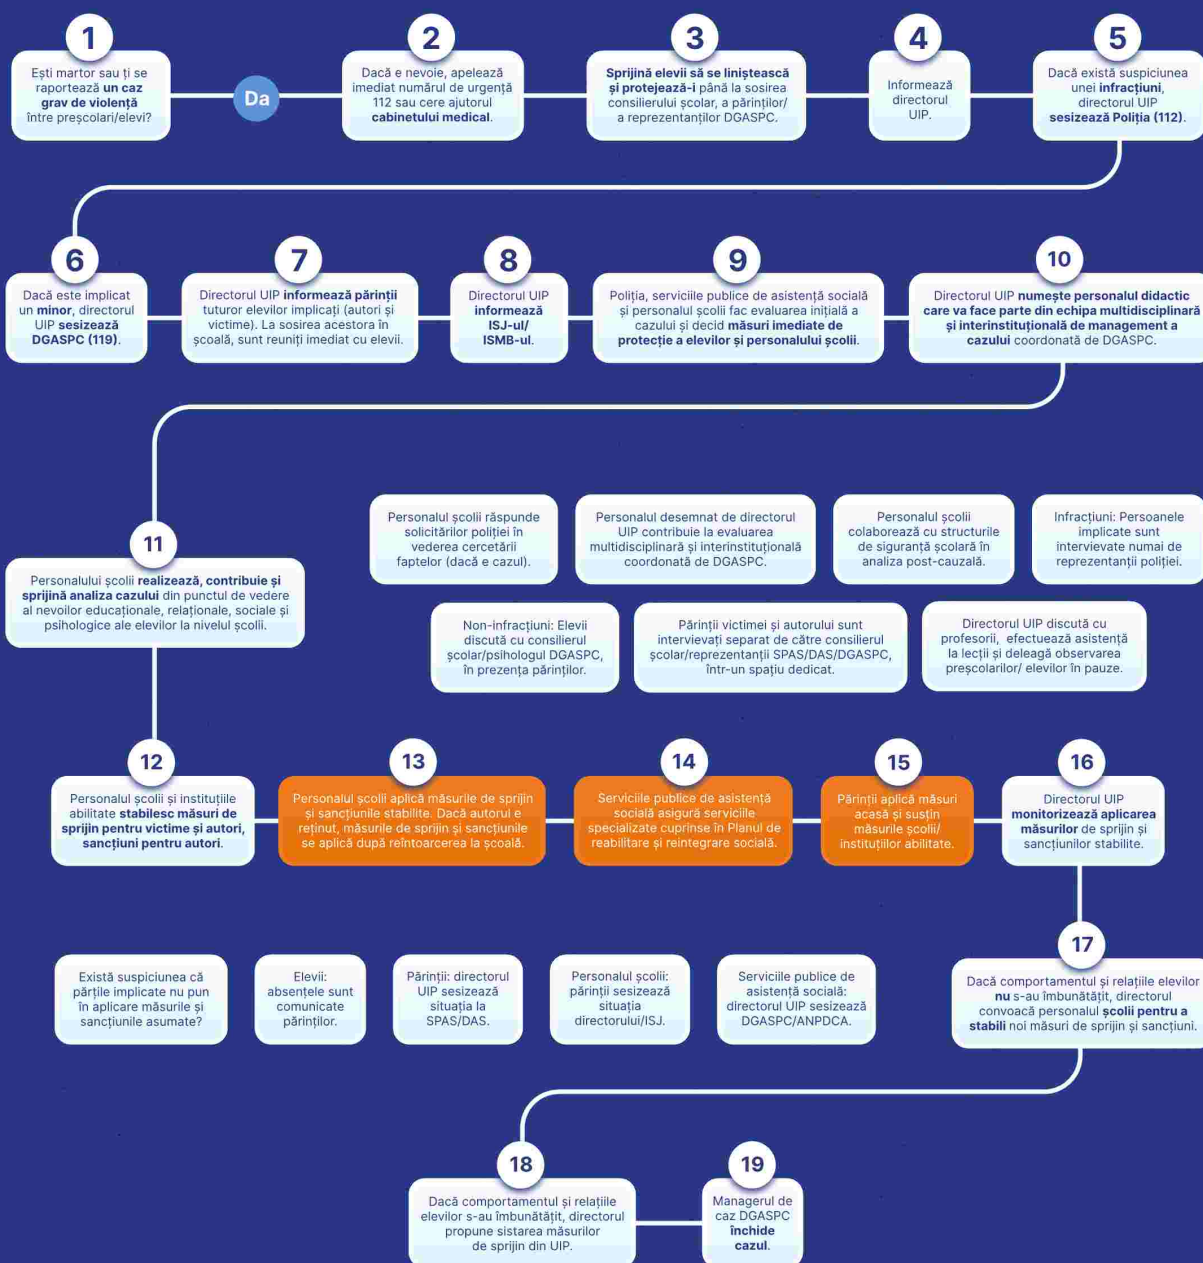 1
Ești martor sau ți se
raportează un caz
grav de violență
între preșcolari/elevi?
Da
2
Dacă e nevoie, apelează
imediat numărul de urgență
112 sau cere ajutorul
cabinetului medical.
3
Sprijină elevii să se liniștească
și protejează-i până la sosirea
consilierului școlar, a părinților/
a reprezentanților DGASPC.
4
Informează
directorul
UIP.
5
Dacă există suspiciunea
unei infracțiuni,
directorul UIP
sesizează Poliția (112).
6
Dacă este implicat
un minor, directorul
UIP sesizează
DGASPC (119).
7
Directorul UIP informează părinții
tuturor elevilor implicați (autori și
victime). La sosirea acestora în
școală, sunt reuniți imediat cu elevii.
8
Directorul UIP
informează
ISJ-ul/
ISMB-ul.
9
Poliția, serviciile publice de asistență socială
și personalul școlii fac evaluarea inițială a
cazului și decid măsuri imediate de
protecție a elevilor și personalului școlii.
10
Directorul UIP numește personalul didactic
care va face parte din echipa multidisciplinară
și interinstituțională de management a
cazului coordonată de DGASPC.
11
Personalului școlii realizează, contribuie și
sprijină analiza cazului din punctul de vedere
al nevoilor educaționale, relaționale, sociale și
psihologice ale elevilor la nivelul școlii.
Personalul școlii răspunde
solicitărilor poliției în
vederea cercetării
faptelor (dacă e cazul).
Personalul desemnat de directorul
UIP contribuie la evaluarea
multidisciplinară și interinstituțională
coordonată de DGASPC.
Personalul școlii
colaborează cu structurile
de siguranță școlară în
analiza post-cauzală.
Infracțiuni: Persoanele
implicate sunt
intervievate numai de
reprezentanții poliției.
Non-infracțiuni: Elevii
discută cu consilierul
școlar/psihologul DGASPC,
în prezența părinților.
Părinții victimei și autorului sunt
intervievați separat de către consilierul
școlar/reprezentanții SPAS/DAS/DGASPC,
într-un spațiu dedicat.
Directorul UIP discută cu
profesorii, efectuează asistență
la lecții și deleagă observarea
preșcolarilor/ elevilor în pauze.
12
Personalul școlii și instituțiile
abilitate stabilesc măsuri de
sprijin pentru victime și autori,
sancțiuni pentru autori.
13
Personalul școlii aplică măsurile de sprijin
și sancțiunile stabilite. Dacă autorul e
reținut, măsurile de sprijin și sancțiunile
se aplică după reîntoarcerea la școală.
14
Serviciile publice de asistență
socială asigură serviciile
specializate cuprinse în Planul de
reabilitare și reintegrare socială.
15
Părinții aplică măsuri
acasă și susțin
măsurile școlii/
instituțiilor abilitate.
16
Directorul UIP
monitorizează aplicarea
măsurilor de sprijin și
sancțiunilor stabilite.
17
Dacă comportamentul și relațiile elevilor
nu s-au îmbunătățit, directorul
convoacă personalul școlii pentru a
stabili noi măsuri de sprijin și sancțiuni.
Există suspiciunea că
părțile implicate nu pun
în aplicare măsurile și
sancțiunile asumate?
Elevii:
absențele sunt
comunicate
părinților.
Părinții: directorul
UIP sesizează
situația la
SPAS/DAS.
Personalul școlii:
părinții sesizează
situația
directorului/ISJ.
Serviciile publice de
asistență socială:
directorul UIP sesizează
DGASPC/ANPDCA.
18
Dacă comportamentul și relațiile
elevilor s-au îmbunătățit, directorul
propune sistarea măsurilor
de sprijin din UIP.
19
Managerul de
caz DGASPC
închide
cazul.